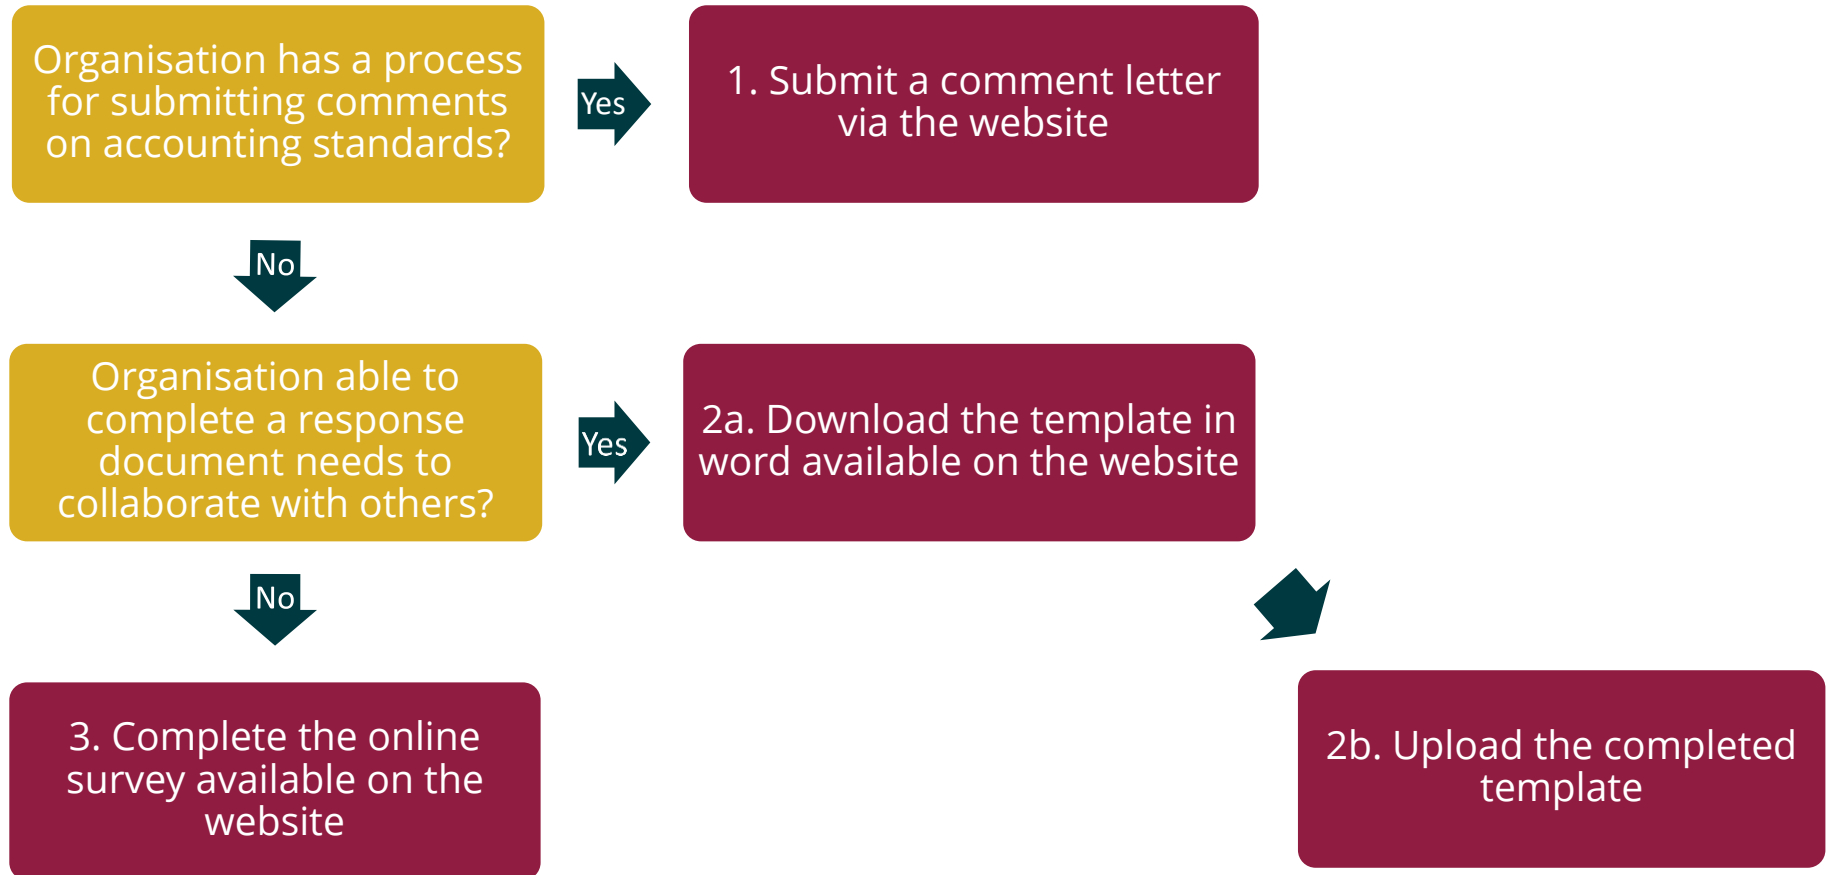 Organisation has a process
for submitting comments
on accounting standards?
Yes
1. Submit a comment letter
via the website
No
Organisation able to
complete a response
document needs to
collaborate with others?
Yes
2a. Download the template in
word available on the website
No
3. Complete the online
survey available on the
website
2b. Upload the completed
template